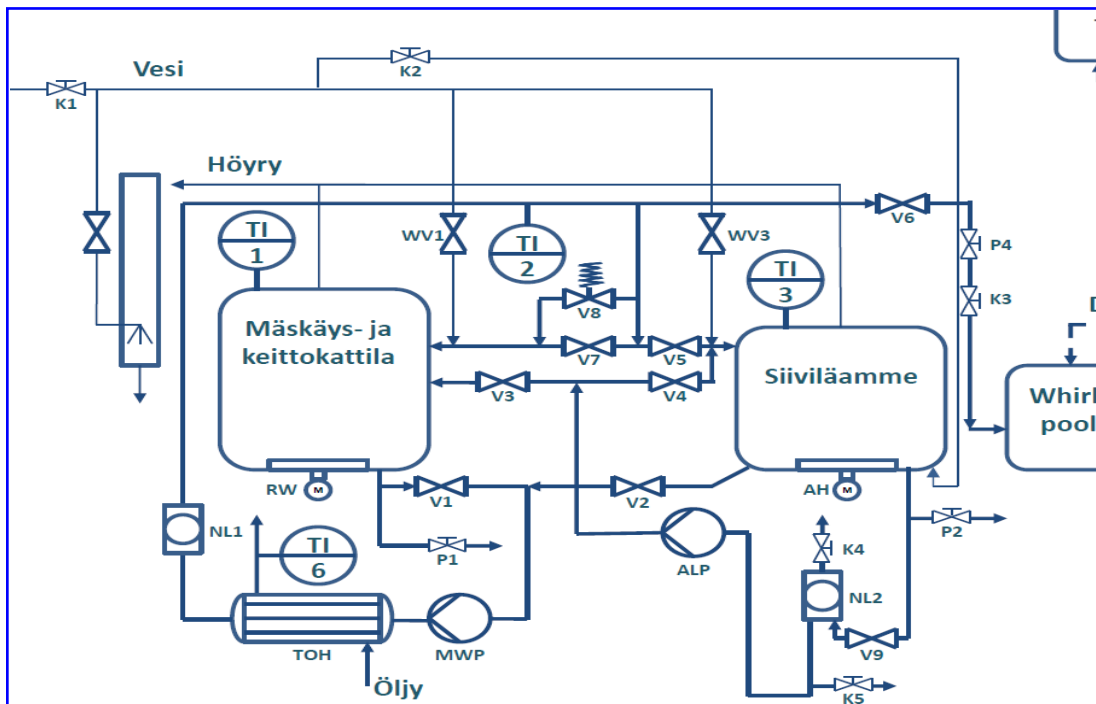 Vesi
K2
K1
Höyry
TI
1
WV1
TI
2
WV3
TI
3
V6
P4
K3
V8
Mäskäys- ja
keittokattila
V7
V5
Siiviläamme
V3
V4
Whirl
pool
RW
M
V1
V2
AH
M
NL1
TI
6
P1
ALP
K4
P2
NL2
TOH
MWP
V9
Öljy
K5